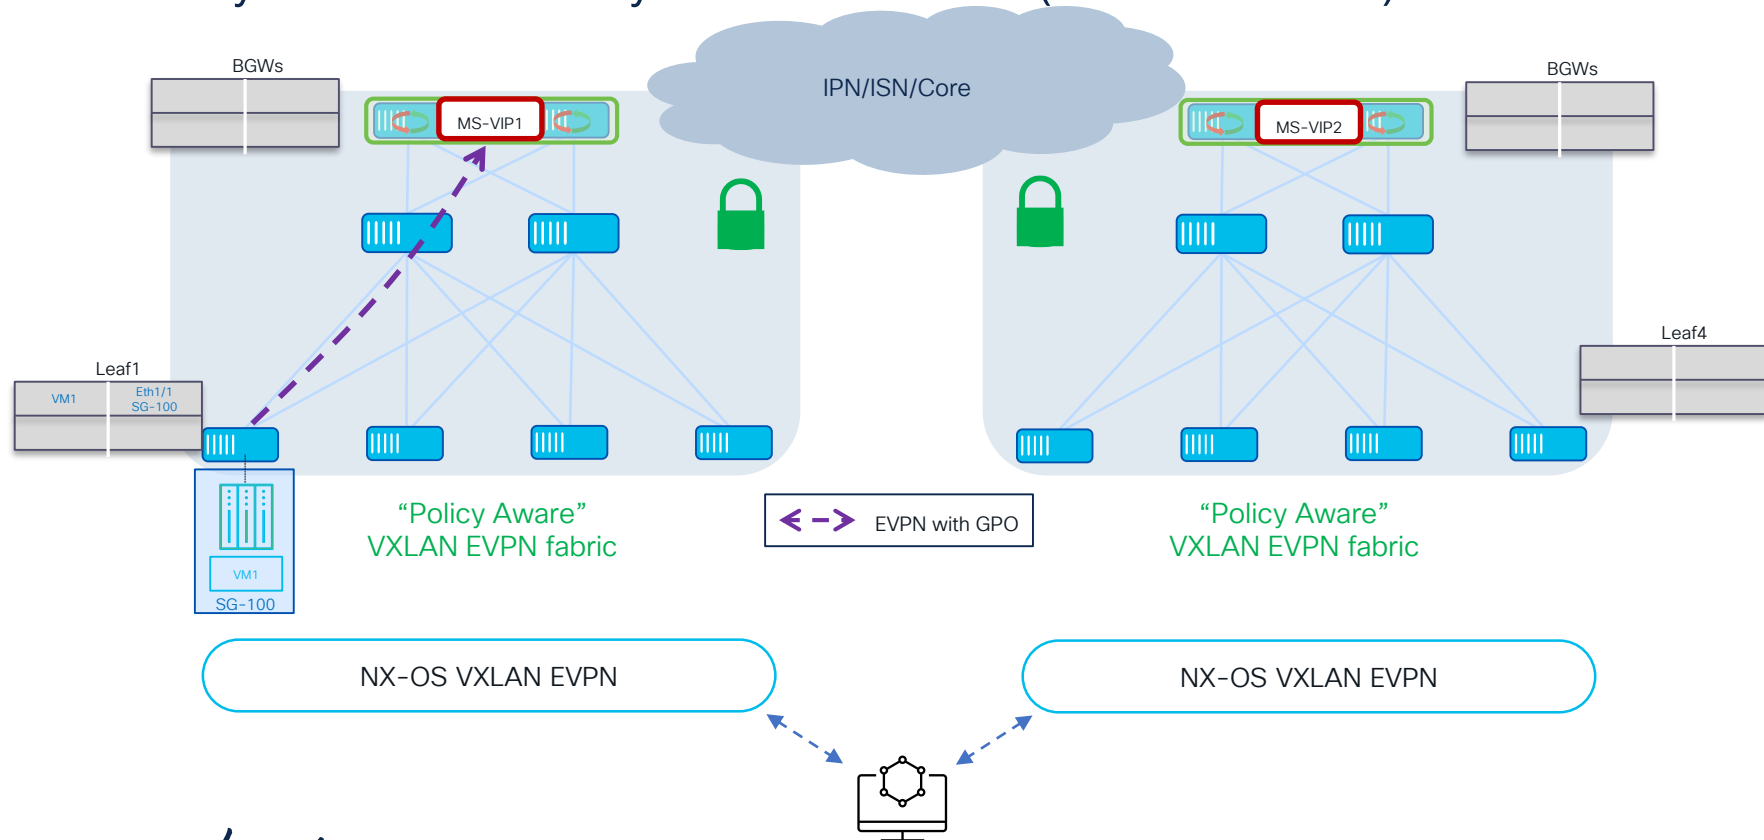 BGWs
IPN/ISN/Core
BGWs
MS-VIP1
MS-VIP2
Leaf1
Leaf4
VM1
Eth1/1
SG-100
"Policy Aware"
VXLAN EVPN fabric
EVPN with GPO
"Policy Aware"
VXLAN EVPN fabric
VM1
SG-100
NX-OS VXLAN EVPN
NX-OS VXLAN EVPN